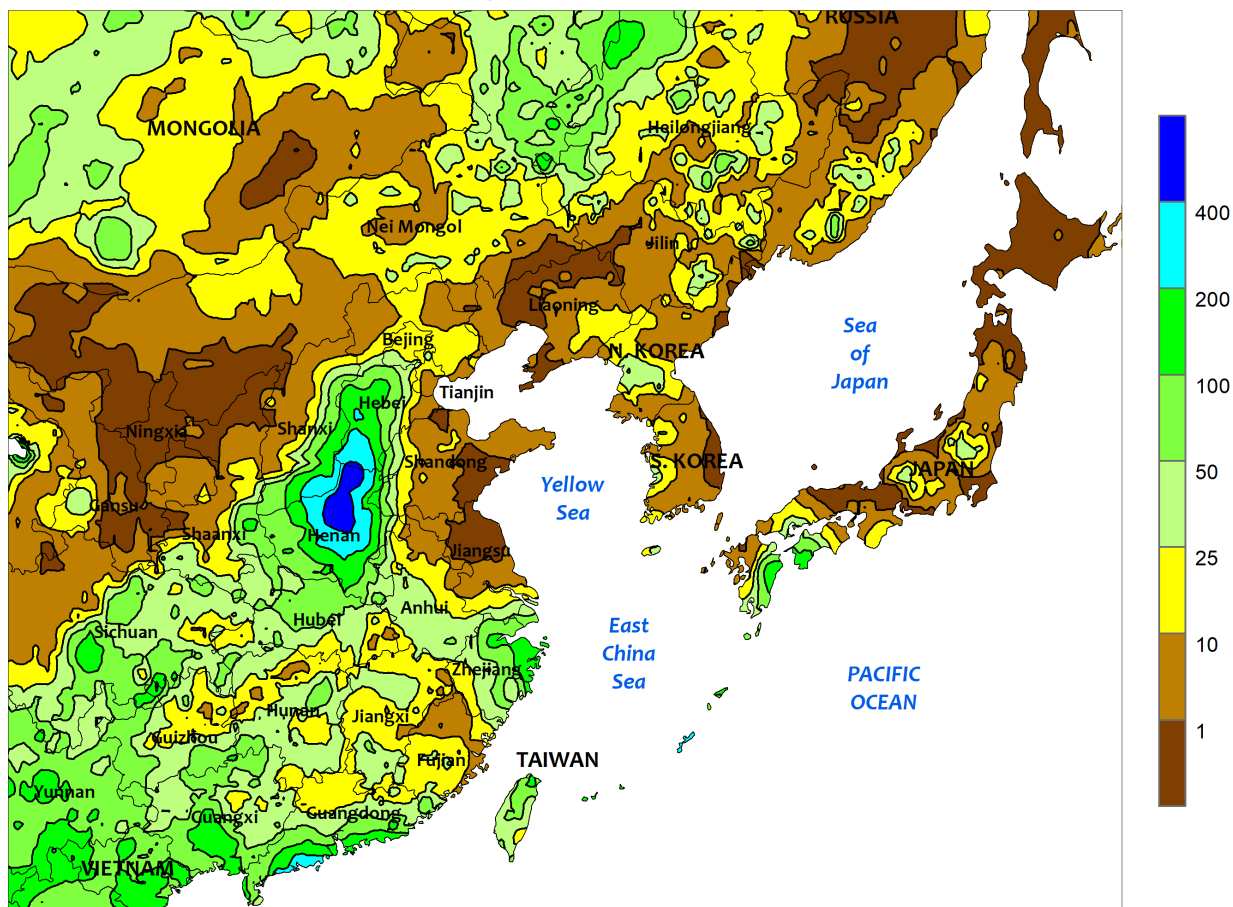 RUSSIA
MONGOLIA
Heilongjiang
Nei Mongol
Jilin
400
200
Liaoning
Bejing
N. KOREA
Sea
of
Japan
100
Tianjin
Hebei
Shanxi
Ningxia
Shandong
S. KOREA
JAPAN
50
Yellow
Sea
Gansu
Shaanxi
Henan
Jiangsu
25
Anhui
Hubei
Sichuan
East
China
Sea
10
Zhejiang
PACIFIC
OCEAN
Hunan
Jiangxi
Guizhou
1
Fujian
TAIWAN
Yunnan
Guangxi
Guangdong
VIETNAM